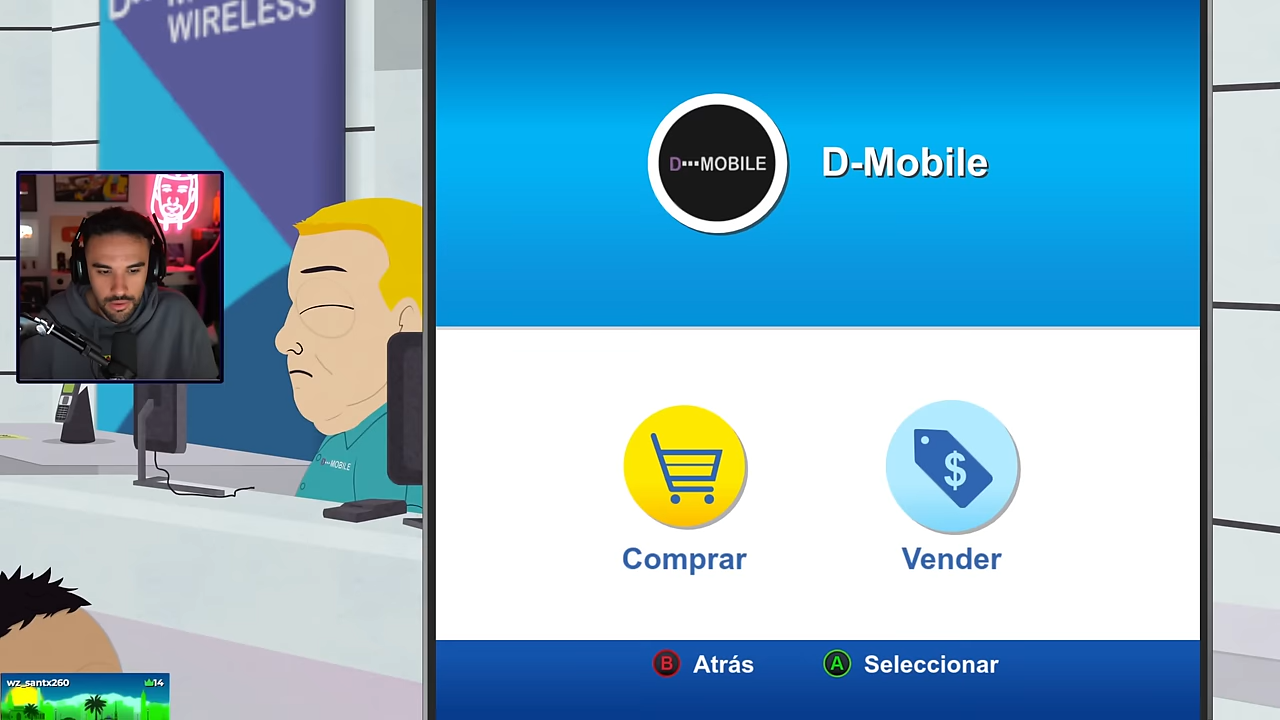 WIRELESS
D▪▪▪MOBILE
D-Mobile
MOBILE
Comprar
Vender
B Atrás
A Seleccionar
wz_santx260
14